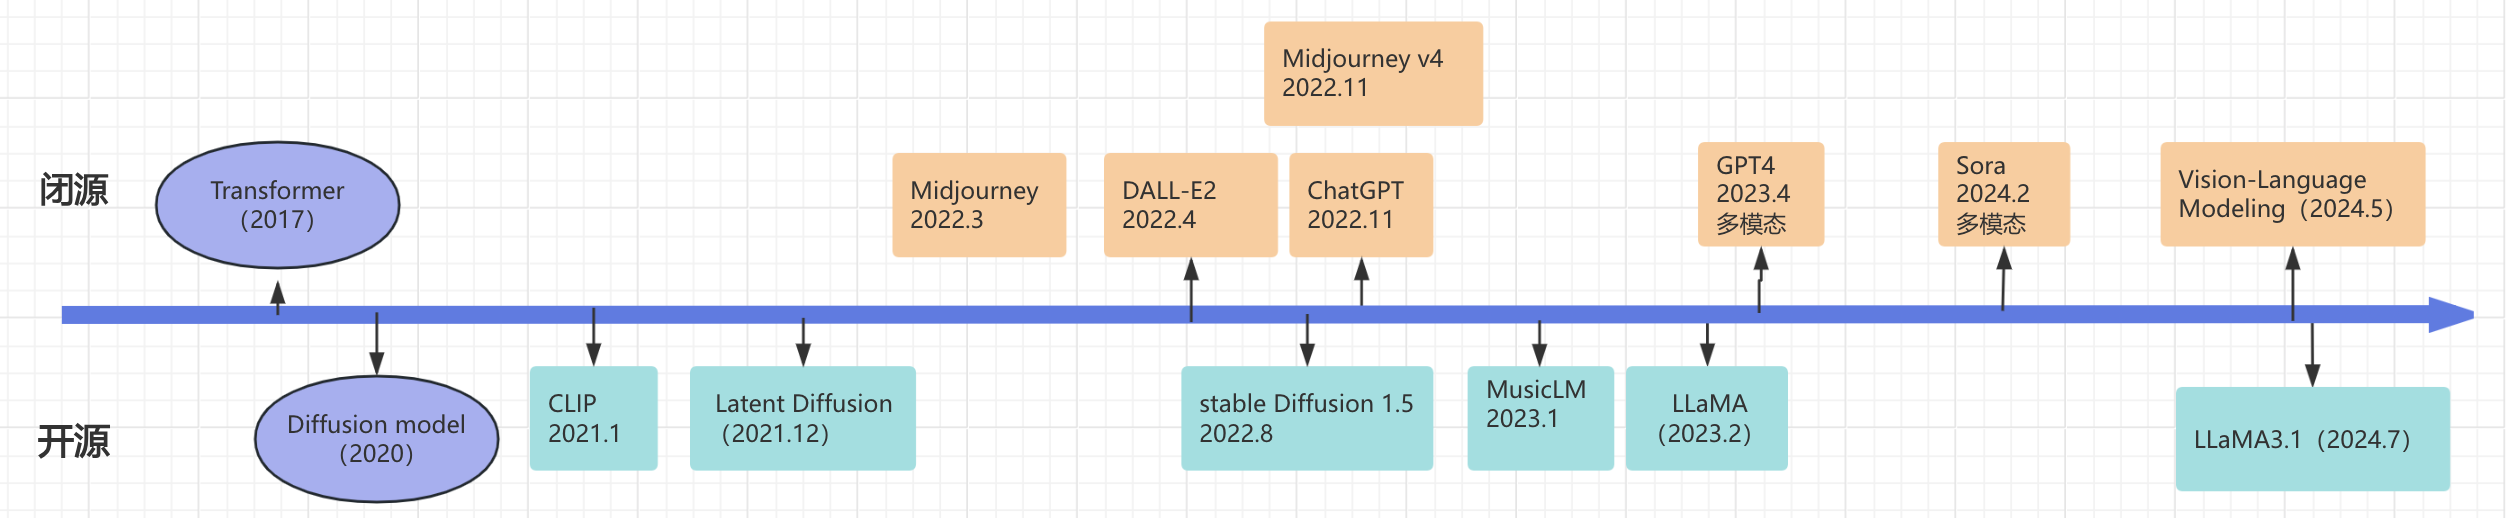 Midjourney v4
2022.11
闭源
Transformer
（2017）
Midjourney
2022.3
DALL-E2
2022.4
ChatGPT
2022.11
GPT4
2023.4
多模态
Sora
2024.2
多模态
Vision-Language
Modeling（2024.5）
开源
Diffusion model
（2020）
CLIP
2021.1
Latent Diffusion
（2021.12）
stable Diffusion 1.5
2022.8
MusicLM
2023.1
LLaMA
（2023.2）
LLaMA3.1（2024.7）